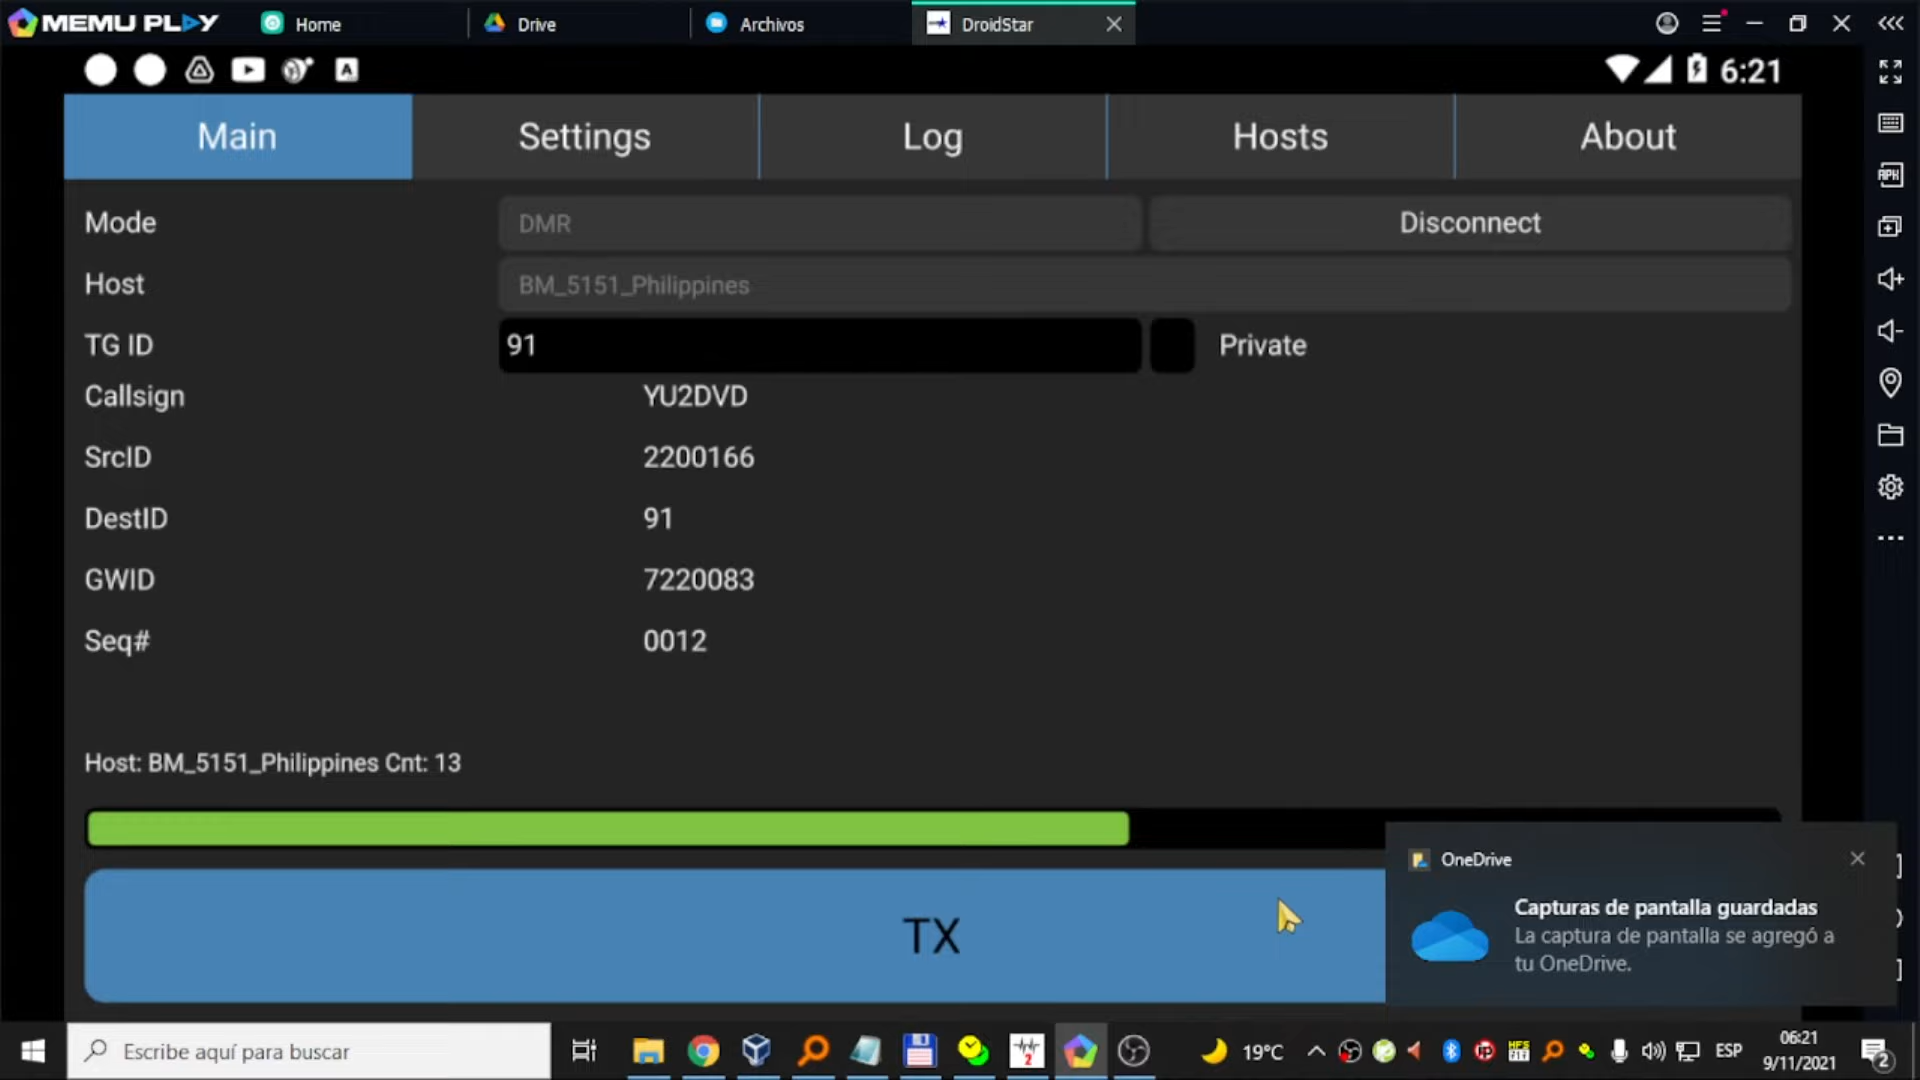 MEMU PLAY Home Drive Archivos DroidStar
A 6:21
Main Settings Log Hosts About
Mode DMR Disconnect
Host BM_5151_Philippines
TG ID 91 Private
Callsign YU2DVD
SrcID 2200166
DestID 91
GWID 7220083
Seq# 0012
Host: BM_5151_Philippines Cnt: 13
TX
OneDrive
Capturas de pantalla guardadas
La captura de pantalla se agregó a
tu OneDrive.
Escribe aquí para buscar
2
19°C
ESP
06:21
9/11/2021
2
APK